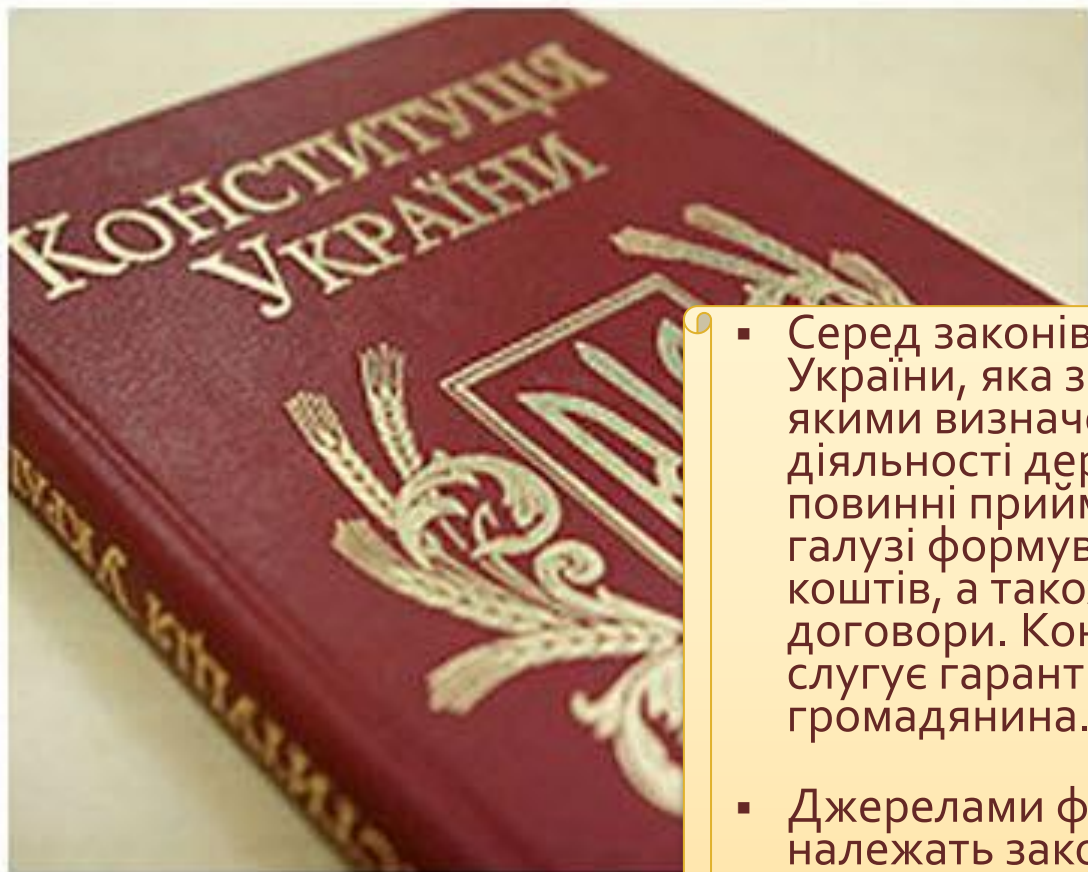 КОНСТИТУЦІЯ
УКРАЇНИ
Серед законів
України, яка з
якими визнач
діяльності дер
повинні прий
галузі формув
коштів, а тако
договори. Кон
слугує гарант
громадянина.
Джерелами ф
належать зако